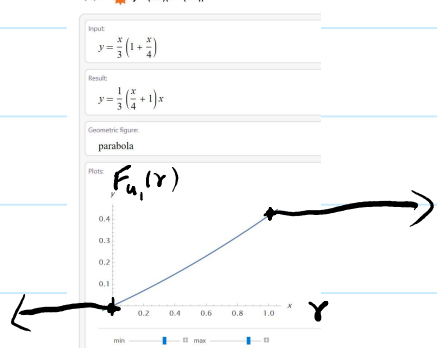 Input:
y = x/3 (1 + x/4)
Result:
y = 1/3 (x/4 + 1) x
Geometric figure:
parabola
Plots:
F_{u_1}(γ)
y
0.4
0.3
0.2
0.1
0.2 0.4 0.6 0.8 1.0 x γ
min max